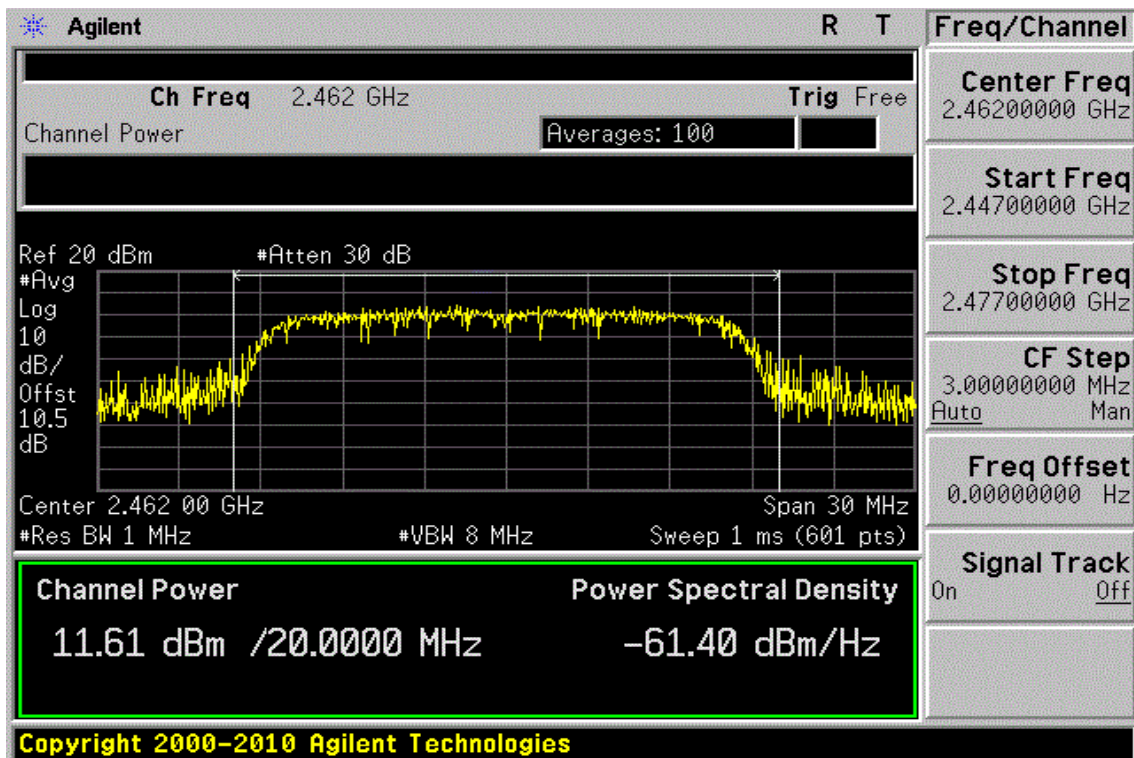 Agilent R T
Ch Freq 2.462 GHz Trig Free
Channel Power Averages: 100
Ref 20 dBm #Atten 30 dB
#Avg
Log
10
dB/
Offst
10.5
dB
Center 2.462 00 GHz Span 30 MHz
#Res BW 1 MHz #VBW 8 MHz Sweep 1 ms (601 pts)
Channel Power Power Spectral Density
11.61 dBm /20.0000 MHz -61.40 dBm/Hz
Copyright 2000-2010 Agilent Technologies
Freq/Channel
Center Freq
2.46200000 GHz
Start Freq
2.44700000 GHz
Stop Freq
2.47700000 GHz
CF Step
3.00000000 MHz
Auto Man
Freq Offset
0.00000000 Hz
Signal Track
On Off